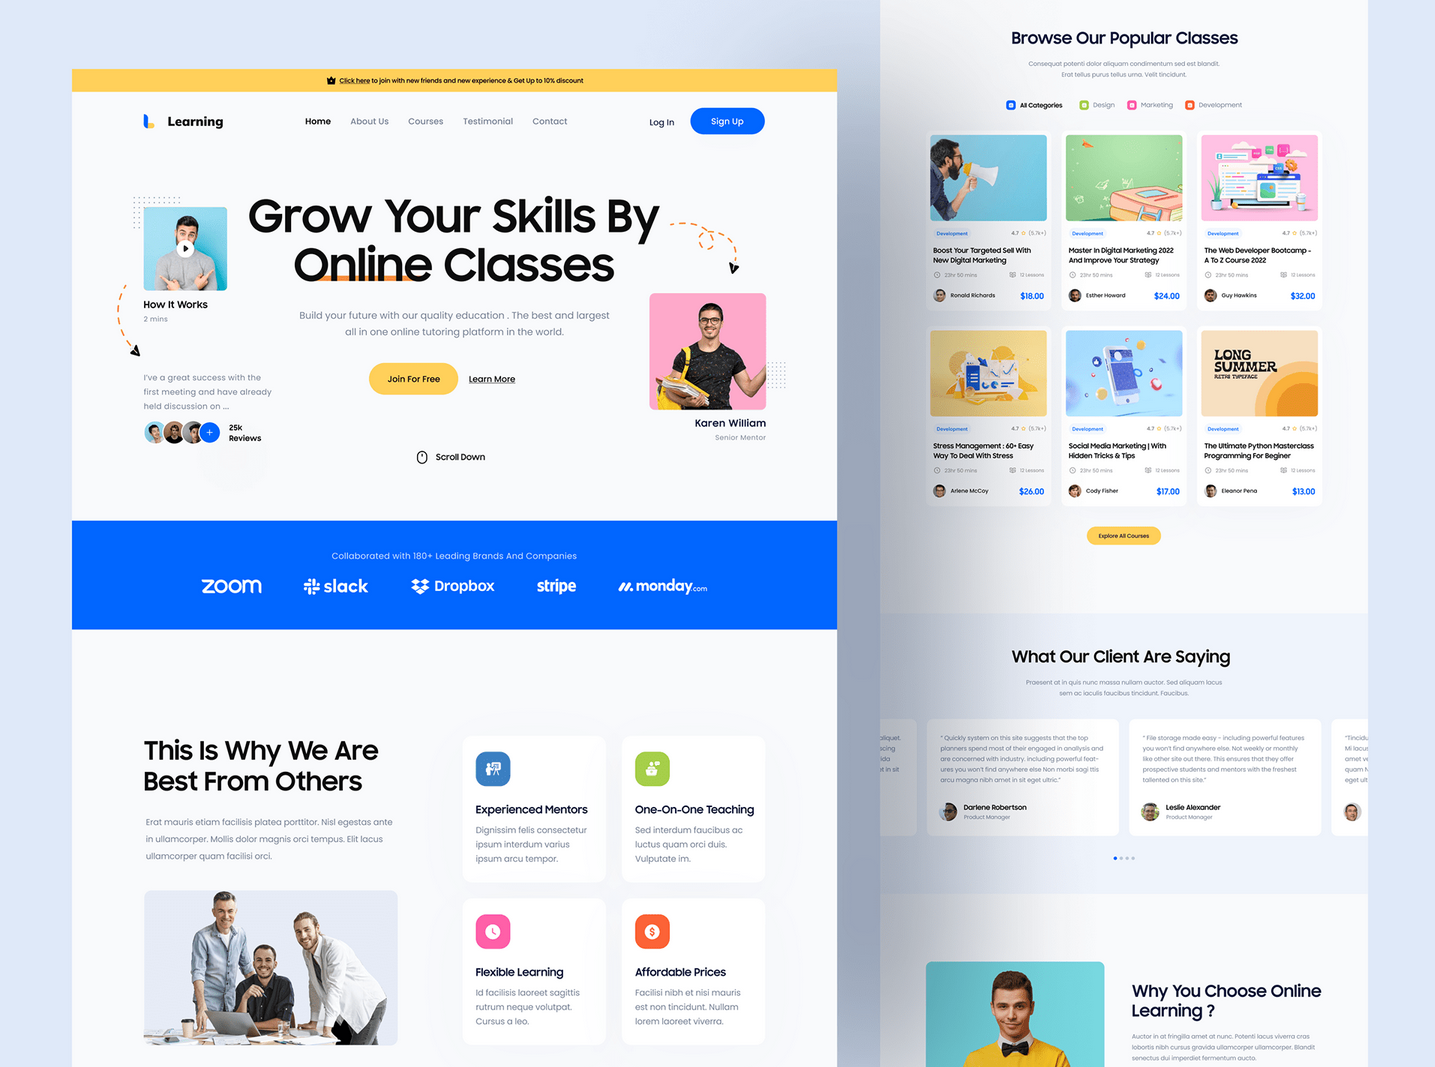 Click here to join with new friends and new experience & Get Up to 10% discount
Learning
Home About Us Courses Testimonial Contact
Log In Sign Up
Grow Your Skills By
Online Classes
Build your future with our quality education . The best and largest
all in one online tutoring platform in the world.
Join For Free Learn More
Scroll Down
How It Works
2 mins
I've a great success with the
first meeting and have already
held discussion on ...
25k
Reviews
Karen William
Senior Mentor
Collaborated with 180+ Leading Brands And Companies
zoom slack Dropbox stripe monday.com
This Is Why We Are
Best From Others
Erat mauris etiam facilisis platea porttitor. Nisl egestas ante
in ullamcorper. Mollis dolor magnis orci tempus. Elit lacus
ullamcorper quam facilisi orci.
Experienced Mentors
Dignissim felis consectetur
ipsum interdum varius
ipsum arcu tempor.
One-On-One Teaching
Sed interdum faucibus ac
luctus quam orci duis.
Vulputate im.
Flexible Learning
Id facilisis laoreet sagittis
rutrum neque volutpat.
Cursus a leo.
Affordable Prices
Facilisi nibh et nisi mauris
est non tincidunt. Nullam
lorem laoreet viverra.
Browse Our Popular Classes
Consequat potenti dolor aliquam condimentum sed est blandit.
Erat tellus purus tellus urna. Velit tincidunt.
All Categories Design Marketing Development
Development 4.7 (5.7k+)
Boost Your Targeted Sell With
New Digital Marketing
23hr 50 mins 12 Lessons
Ronald Richards $18.00
Development 4.7 (5.7k+)
Master In Digital Marketing 2022
And Improve Your Strategy
23hr 50 mins 12 Lessons
Esther Howard $24.00
Development 4.7 (5.7k+)
The Web Developer Bootcamp -
A To Z Course 2022
23hr 50 mins 12 Lessons
Guy Hawkins $32.00
Development 4.7 (5.7k+)
Stress Management : 60+ Easy
Way To Deal With Stress
23hr 50 mins 12 Lessons
Arlene McCoy $26.00
Development 4.7 (5.7k+)
Social Media Marketing | With
Hidden Tricks & Tips
23hr 50 mins 12 Lessons
Cody Fisher $17.00
LONG
SUMMER
RETRO TYPEFACE
Development 4.7 (5.7k+)
The Ultimate Python Masterclass
Programming For Beginer
23hr 50 mins 12 Lessons
Eleanor Pena $13.00
Explore All Courses
What Our Client Are Saying
Praesent at in quis nunc massa nullam auctor. Sed aliquam lacus
sem ac iaculis faucibus tincidunt. Faucibus.
" Quickly system on this site suggests that the top
planners spend most of their engaged in analysis and
are concerned with industry. Including powerful feat-
ures you won't find anywhere else Non morbi sagi ttis
arcu magna nibh amet in sit eget ultric."
Darlene Robertson
Product Manager
" File storage made easy - including powerful features
you won't find anywhere else. Not weekly or monthly
like other site out there. This ensures that they offer
prospective students and mentors with the freshest
tallented on this site."
Leslie Alexander
Product Manager
Why You Choose Online
Learning ?
Auctor in at fringilla amet at nunc. Potenti lacus viverra cras
lobortis nibh cursus gravida ullamcorper ullamcorper. Blandit
senectus dui imperdiet fermentum aucto.